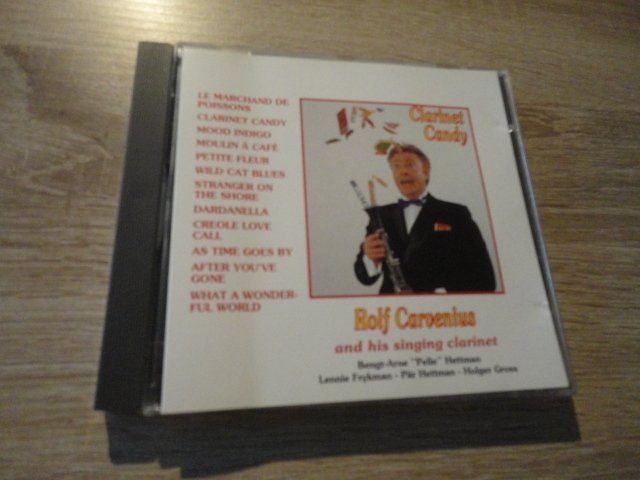 LE MARCHAND DE
POISSONS
CLARINET CANDY
MOOD INDIGO
MOULIN À CAFÉ
PETITE FLEUR
WILD CAT BLUES
STRANGER ON
THE SHORE
DARDANELLA
CREOLE LOVE
CALL
AS TIME GOES BY
AFTER YOU'VE
GONE
WHAT A WONDER-
FUL WORLD
Clarinet
Candy
Rolf Carvenius
and his singing clarinet
Bengt-Arne "Pelle" Hettman
Lennie Frykman - Pär Hettman - Holger Gross